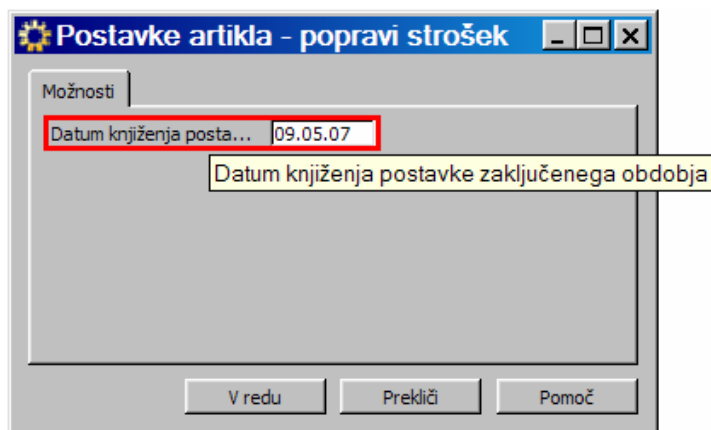 Postavke artikla - popravi strošek
Možnosti
Datum knjiženja posta... 09.05.07
Datum knjiženja postavke zaključenega obdobja
V redu Prekliči Pomoč